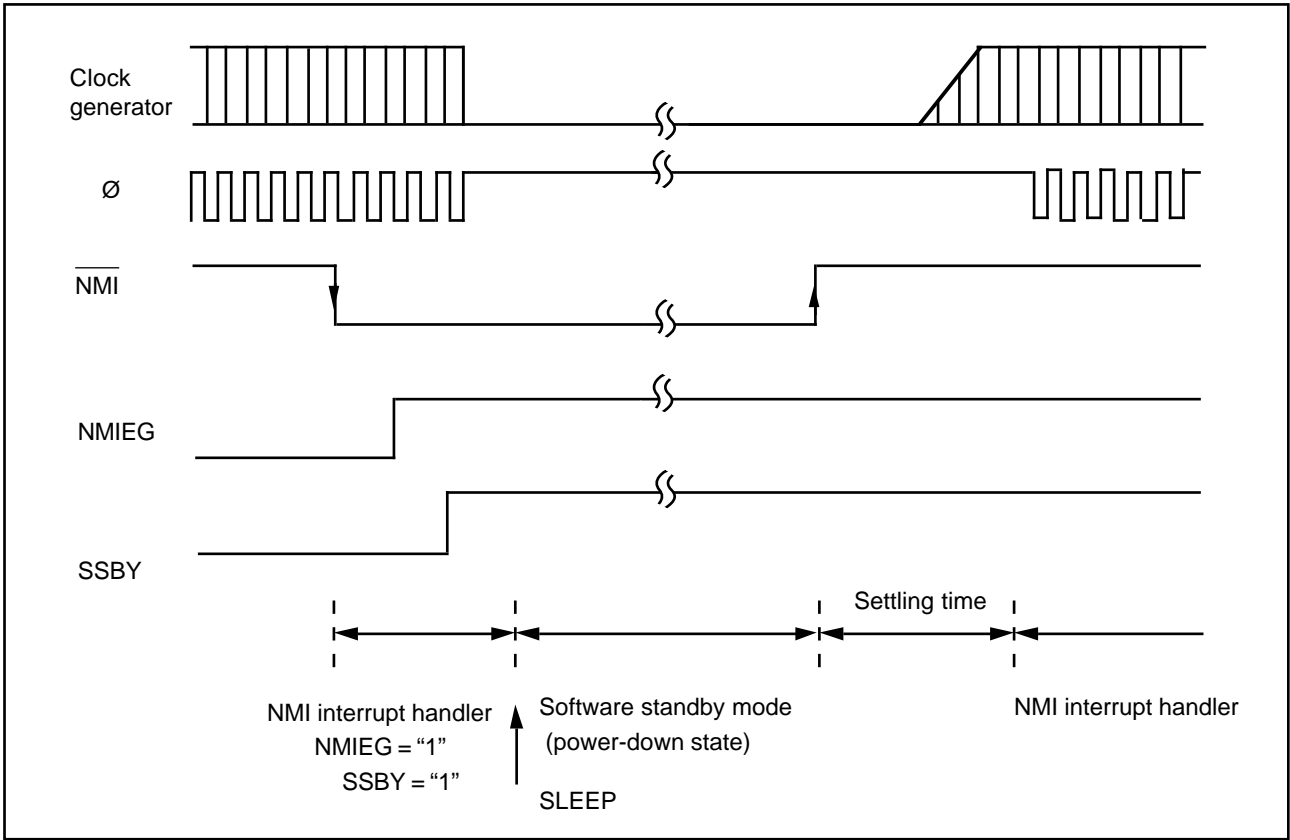 Clock
generator
Ø
N̅M̅I̅
NMIEG
SSBY
Settling time
NMI interrupt handler
NMIEG = “1”
SSBY = “1”
Software standby mode
(power-down state)
SLEEP
NMI interrupt handler